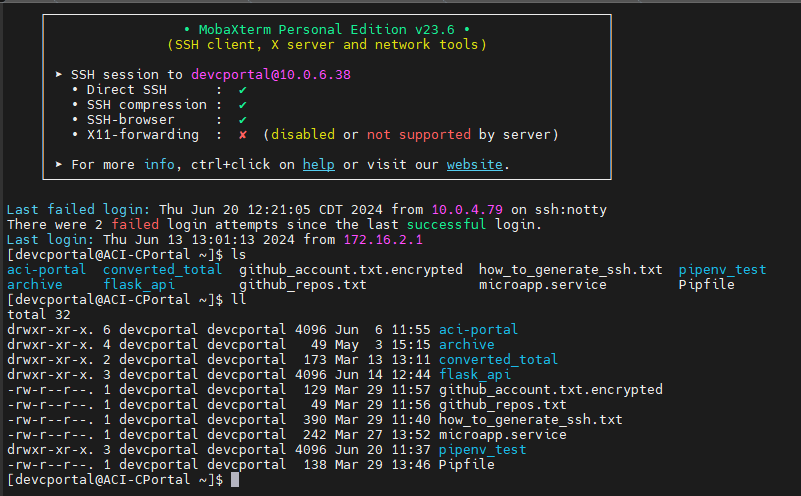 • MobaXterm Personal Edition v23.6 •
(SSH client, X server and network tools)
➤ SSH session to devcportal@10.0.6.38
• Direct SSH : ✔
• SSH compression : ✔
• SSH-browser : ✔
• X11-forwarding : ✘ (disabled or not supported by server)
➤ For more info, ctrl+click on help or visit our website.
Last failed login: Thu Jun 20 12:21:05 CDT 2024 from 10.0.4.79 on ssh:notty
There were 2 failed login attempts since the last successful login.
Last login: Thu Jun 13 13:01:13 2024 from 172.16.2.1
[devcportal@ACI-CPortal ~]$ ls
aci-portal converted_total github_account.txt.encrypted how_to_generate_ssh.txt pipenv_test
archive flask_api github_repos.txt microapp.service Pipfile
[devcportal@ACI-CPortal ~]$ ll
total 32
drwxr-xr-x. 6 devcportal devcportal 4096 Jun 6 11:55 aci-portal
drwxr-xr-x. 4 devcportal devcportal 49 May 3 15:15 archive
drwxr-xr-x. 2 devcportal devcportal 173 Mar 13 13:11 converted_total
drwxr-xr-x. 3 devcportal devcportal 4096 Jun 14 12:44 flask_api
-rw-r--r--. 1 devcportal devcportal 129 Mar 29 11:57 github_account.txt.encrypted
-rw-r--r--. 1 devcportal devcportal 49 Mar 29 11:56 github_repos.txt
-rw-r--r--. 1 devcportal devcportal 390 Mar 29 11:40 how_to_generate_ssh.txt
-rw-r--r--. 1 devcportal devcportal 242 Mar 27 13:52 microapp.service
drwxr-xr-x. 3 devcportal devcportal 4096 Jun 20 11:37 pipenv_test
-rw-r--r--. 1 devcportal devcportal 138 Mar 29 13:46 Pipfile
[devcportal@ACI-CPortal ~]$